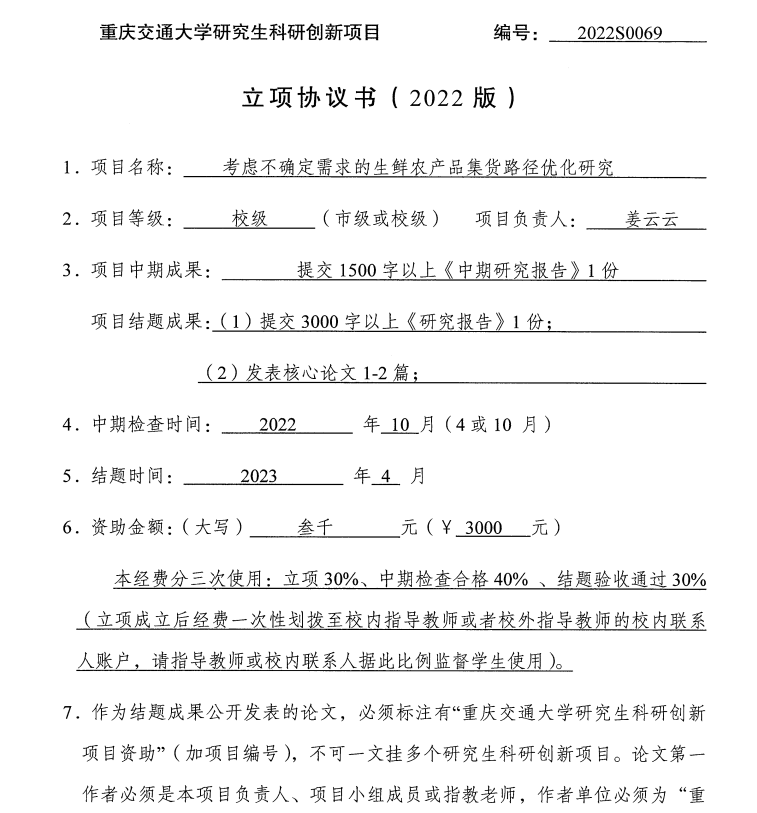 重庆交通大学研究生科研创新项目 编号： 2022S0069
立项协议书（2022 版）
1. 项目名称： 考虑不确定需求的生鲜农产品集货路径优化研究
2. 项目等级： 校级 （市级或校级） 项目负责人： 姜云云
3. 项目中期成果： 提交 1500 字以上《中期研究报告》1 份
项目结题成果：（1）提交 3000 字以上《研究报告》1 份；
（2）发表核心论文 1-2 篇；
4. 中期检查时间： 2022 年 10 月（4 或 10 月）
5. 结题时间： 2023 年 4 月
6. 资助金额：（大写） 叁千 元（￥ 3000 元）
本经费分三次使用：立项 30%、中期检查合格 40% 、结题验收通过 30%
（立项成立后经费一次性划拨至校内指导教师或者校外指导教师的校内联系
人账户，请指导教师或校内联系人据此比例监督学生使用）。
7. 作为结题成果公开发表的论文，必须标注有“重庆交通大学研究生科研创新
项目资助”（加项目编号），不可一文挂多个研究生科研创新项目。论文第一
作者必须是本项目负责人、项目小组成员或指教老师，作者单位必须为“重